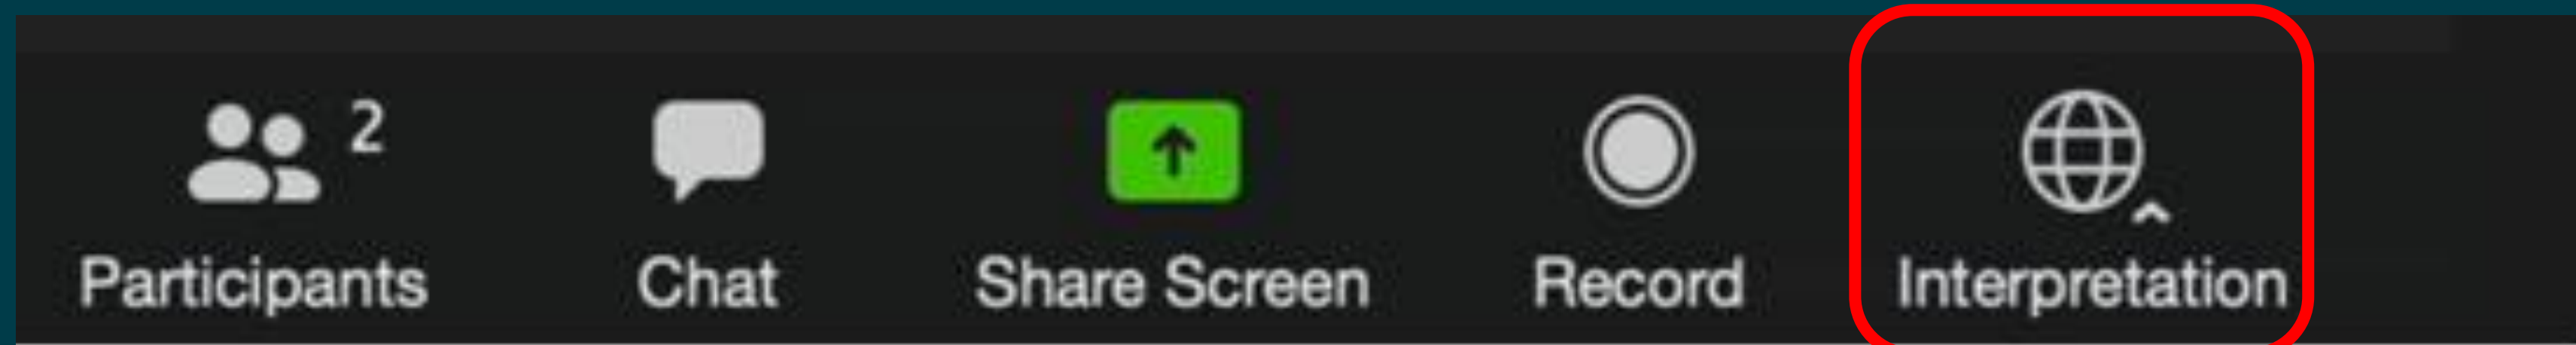 2
Participants
Chat
Share Screen
Record
Interpretation